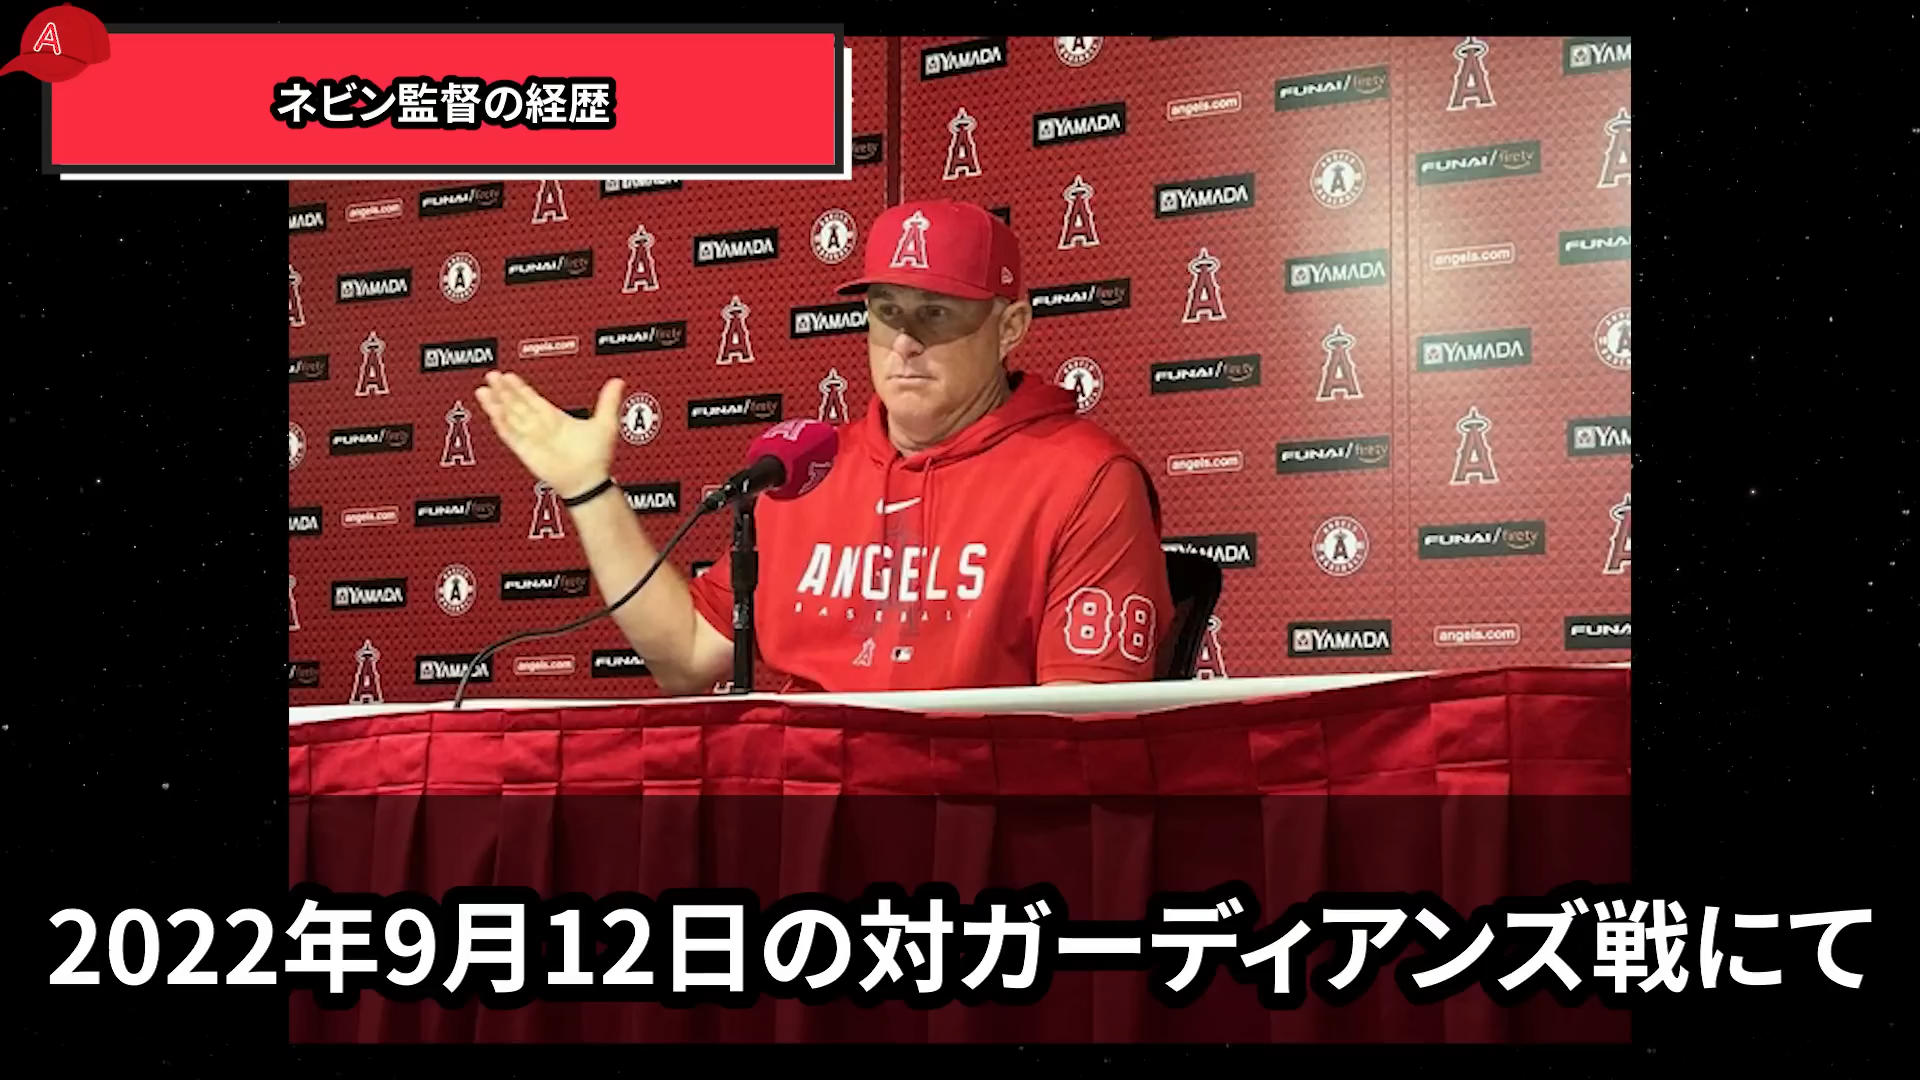 A
ネビン監督の経歴
YAMADA
angels.com
FUNAI/firetv
A
ANGELS
BASEBALL
88
2022年9月12日の対ガーディアンズ戦にて